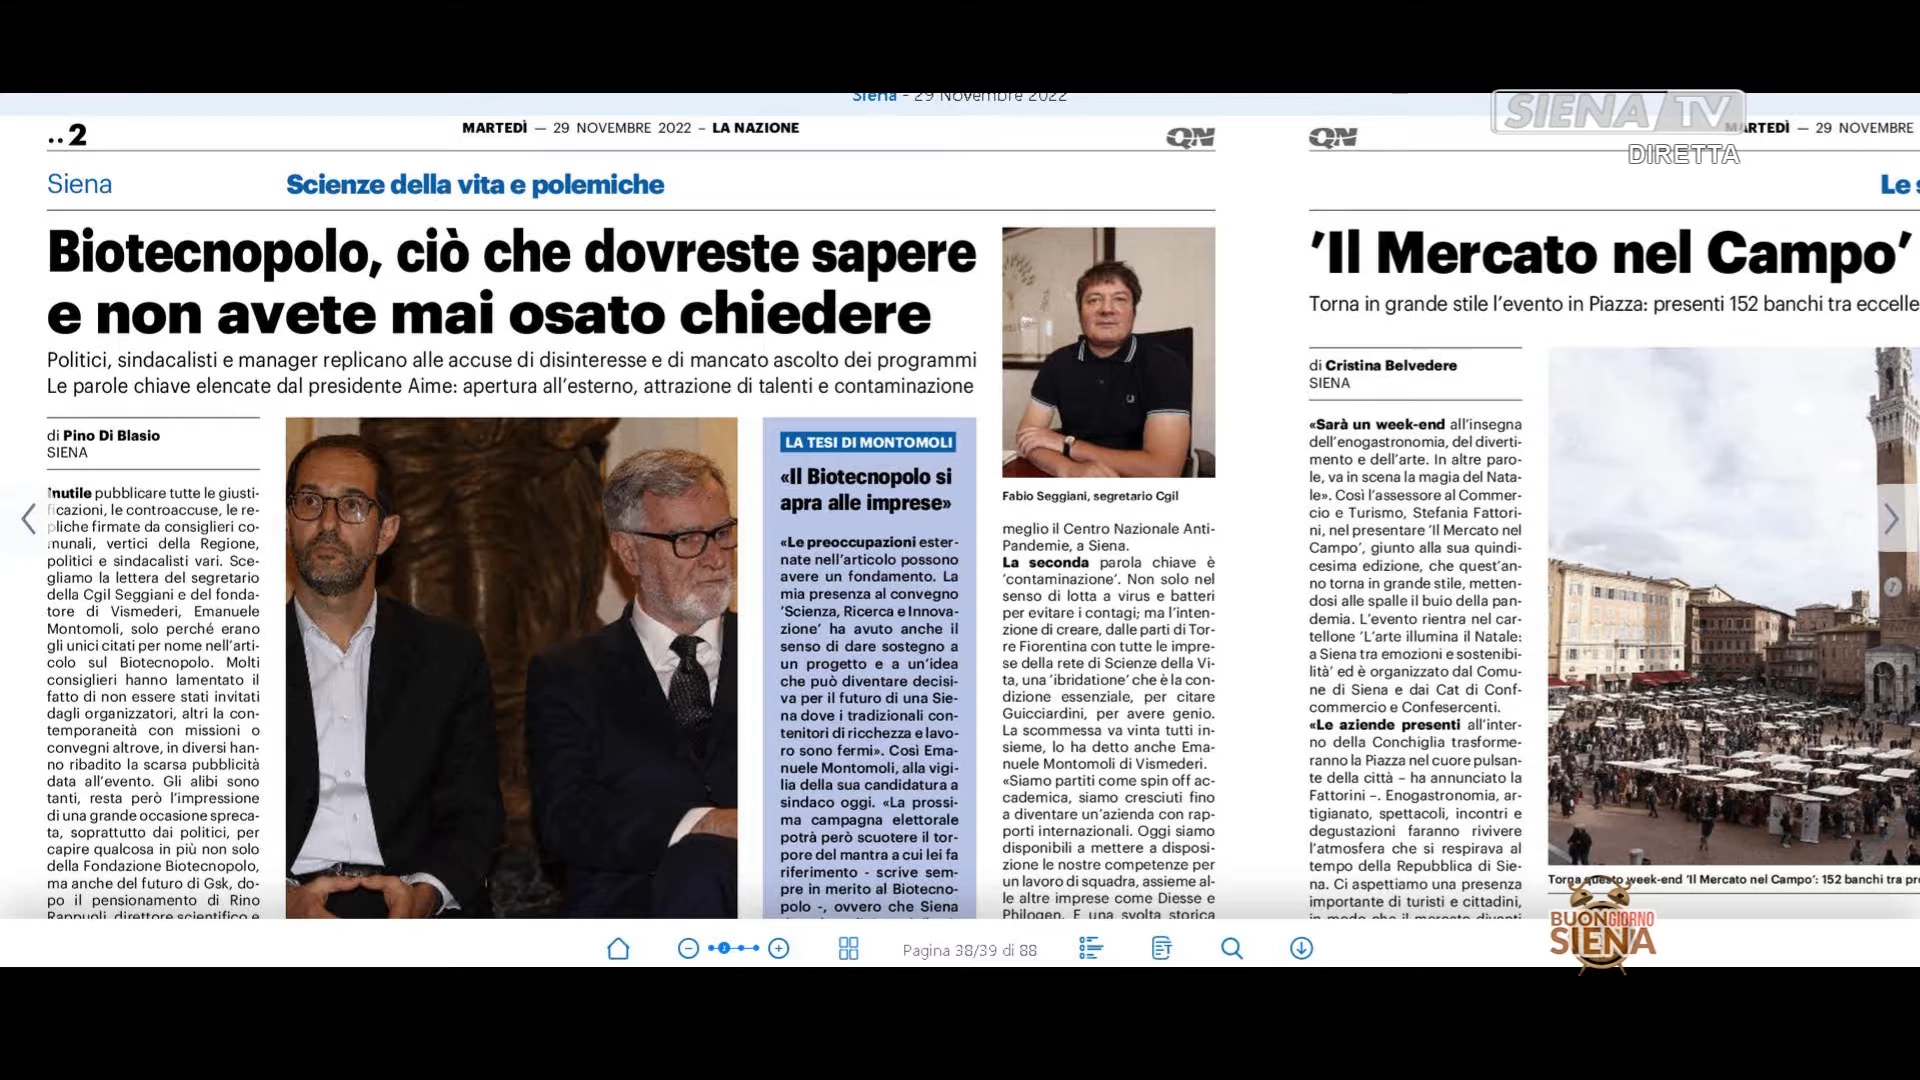 Siena - 29 Novembre 2022
SIENA TV
DIRETTA
..2
MARTEDÌ — 29 NOVEMBRE 2022 – LA NAZIONE
QN
Siena
Scienze della vita e polemiche
Biotecnopolo, ciò che dovreste sapere
e non avete mai osato chiedere
Politici, sindacalisti e manager replicano alle accuse di disinteresse e di mancato ascolto dei programmi
Le parole chiave elencate dal presidente Aime: apertura all'esterno, attrazione di talenti e contaminazione
di Pino Di Blasio
SIENA
Inutile pubblicare tutte le giusti-
ficazioni, le controaccuse, le re-
pliche firmate da consiglieri co-
munali, vertici della Regione,
politici e sindacalisti vari. Sce-
gliamo la lettera del segretario
della Cgil Seggiani e del fonda-
tore di Vismederi, Emanuele
Montomoli, solo perché erano
gli unici citati per nome nell'arti-
colo sul Biotecnopolo. Molti
consiglieri hanno lamentato il
fatto di non essere stati invitati
dagli organizzatori, altri la con-
temporaneità con missioni o
convegni altrove, in diversi han-
no ribadito la scarsa pubblicità
data all'evento. Gli alibi sono
tanti, resta però l'impressione
di una grande occasione spreca-
ta, soprattutto dai politici, per
capire qualcosa in più non solo
della Fondazione Biotecnopolo,
ma anche del futuro di Gsk, do-
po il pensionamento di Rino
Rappuoli, direttore scientifico e
LA TESI DI MONTOMOLI
«Il Biotecnopolo si
apra alle imprese»
«Le preoccupazioni ester-
nate nell'articolo possono
avere un fondamento. La
mia presenza al convegno
'Scienza, Ricerca e Innova-
zione' ha avuto anche il
senso di dare sostegno a
un progetto e a un'idea
che può diventare decisi-
va per il futuro di una Sie-
na dove i tradizionali con-
tenitori di ricchezza e lavo-
ro sono fermi». Così Ema-
nuele Montomoli, alla vigi-
lia della sua candidatura a
sindaco oggi. «La prossi-
ma campagna elettorale
potrà però scuotere il tor-
pore del mantra a cui lei fa
riferimento - scrive sem-
pre in merito al Biotecno-
polo -, ovvero che Siena
Fabio Seggiani, segretario Cgil
meglio il Centro Nazionale Anti-
Pandemie, a Siena.
La seconda parola chiave è
'contaminazione'. Non solo nel
senso di lotta a virus e batteri
per evitare i contagi; ma l'inten-
zione di creare, dalle parti di Tor-
re Fiorentina con tutte le impre-
se della rete di Scienze della Vi-
ta, una 'ibridatione' che è la con-
dizione essenziale, per citare
Guicciardini, per avere genio.
La scommessa va vinta tutti in-
sieme, lo ha detto anche Ema-
nuele Montomoli di Vismederi.
«Siamo partiti come spin off ac-
cademica, siamo cresciuti fino
a diventare un'azienda con rap-
porti internazionali. Oggi siamo
disponibili a mettere a disposi-
zione le nostre competenze per
un lavoro di squadra, assieme al-
le altre imprese come Diesse e
Philogen. E una svolta storica
QN
MARTEDÌ — 29 NOVEMBRE
Le s
'Il Mercato nel Campo'
Torna in grande stile l'evento in Piazza: presenti 152 banchi tra eccelle
di Cristina Belvedere
SIENA
«Sarà un week-end all'insegna
dell'enogastronomia, del diverti-
mento e dell'arte. In altre paro-
le, va in scena la magia del Nata-
le». Così l'assessore al Commer-
cio e Turismo, Stefania Fattori-
ni, nel presentare 'Il Mercato nel
Campo', giunto alla sua quindi-
cesima edizione, che quest'an-
no torna in grande stile, metten-
dosi alle spalle il buio della pan-
demia. L'evento rientra nel car-
tellone 'L'arte illumina il Natale:
a Siena tra emozioni e sostenibi-
lità' ed è organizzato dal Comu-
ne di Siena e dai Cat di Conf-
commercio e Confesercenti.
«Le aziende presenti all'inter-
no della Conchiglia trasforme-
ranno la Piazza nel cuore pulsan-
te della città – ha annunciato la
Fattorini –. Enogastronomia, ar-
tigianato, spettacoli, incontri e
degustazioni faranno rivivere
l'atmosfera che si respirava al
tempo della Repubblica di Sie-
na. Ci aspettiamo una presenza
importante di turisti e cittadini,
in modo che il mercato diventi
Torna questo week-end 'Il Mercato nel Campo': 152 banchi tra pr
BUONGIORNO
SIENA
Pagina 38/39 di 88